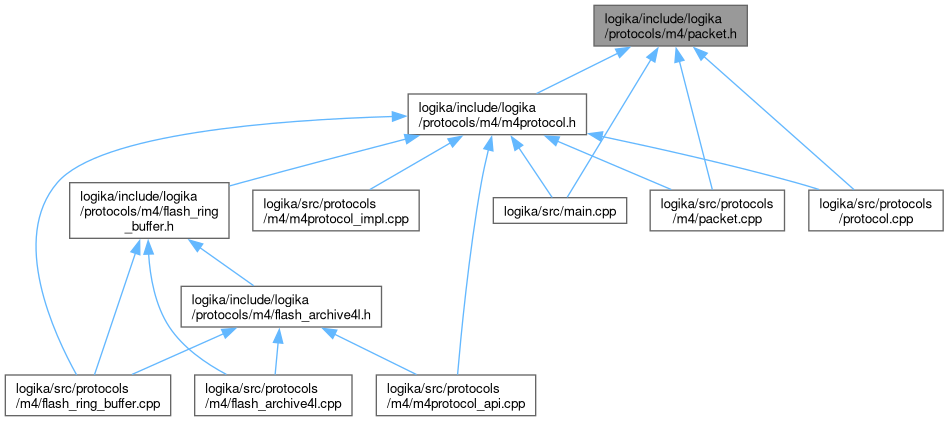 logika/include/logika
/protocols/m4/packet.h
logika/include/logika
/protocols/m4/m4protocol.h
logika/include/logika
/protocols/m4/flash_ring
_buffer.h
logika/src/protocols
/m4/m4protocol_impl.cpp
logika/src/main.cpp
logika/src/protocols
/m4/packet.cpp
logika/src/protocols
/protocol.cpp
logika/include/logika
/protocols/m4/flash_archive4l.h
logika/src/protocols
/m4/flash_ring_buffer.cpp
logika/src/protocols
/m4/flash_archive4l.cpp
logika/src/protocols
/m4/m4protocol_api.cpp